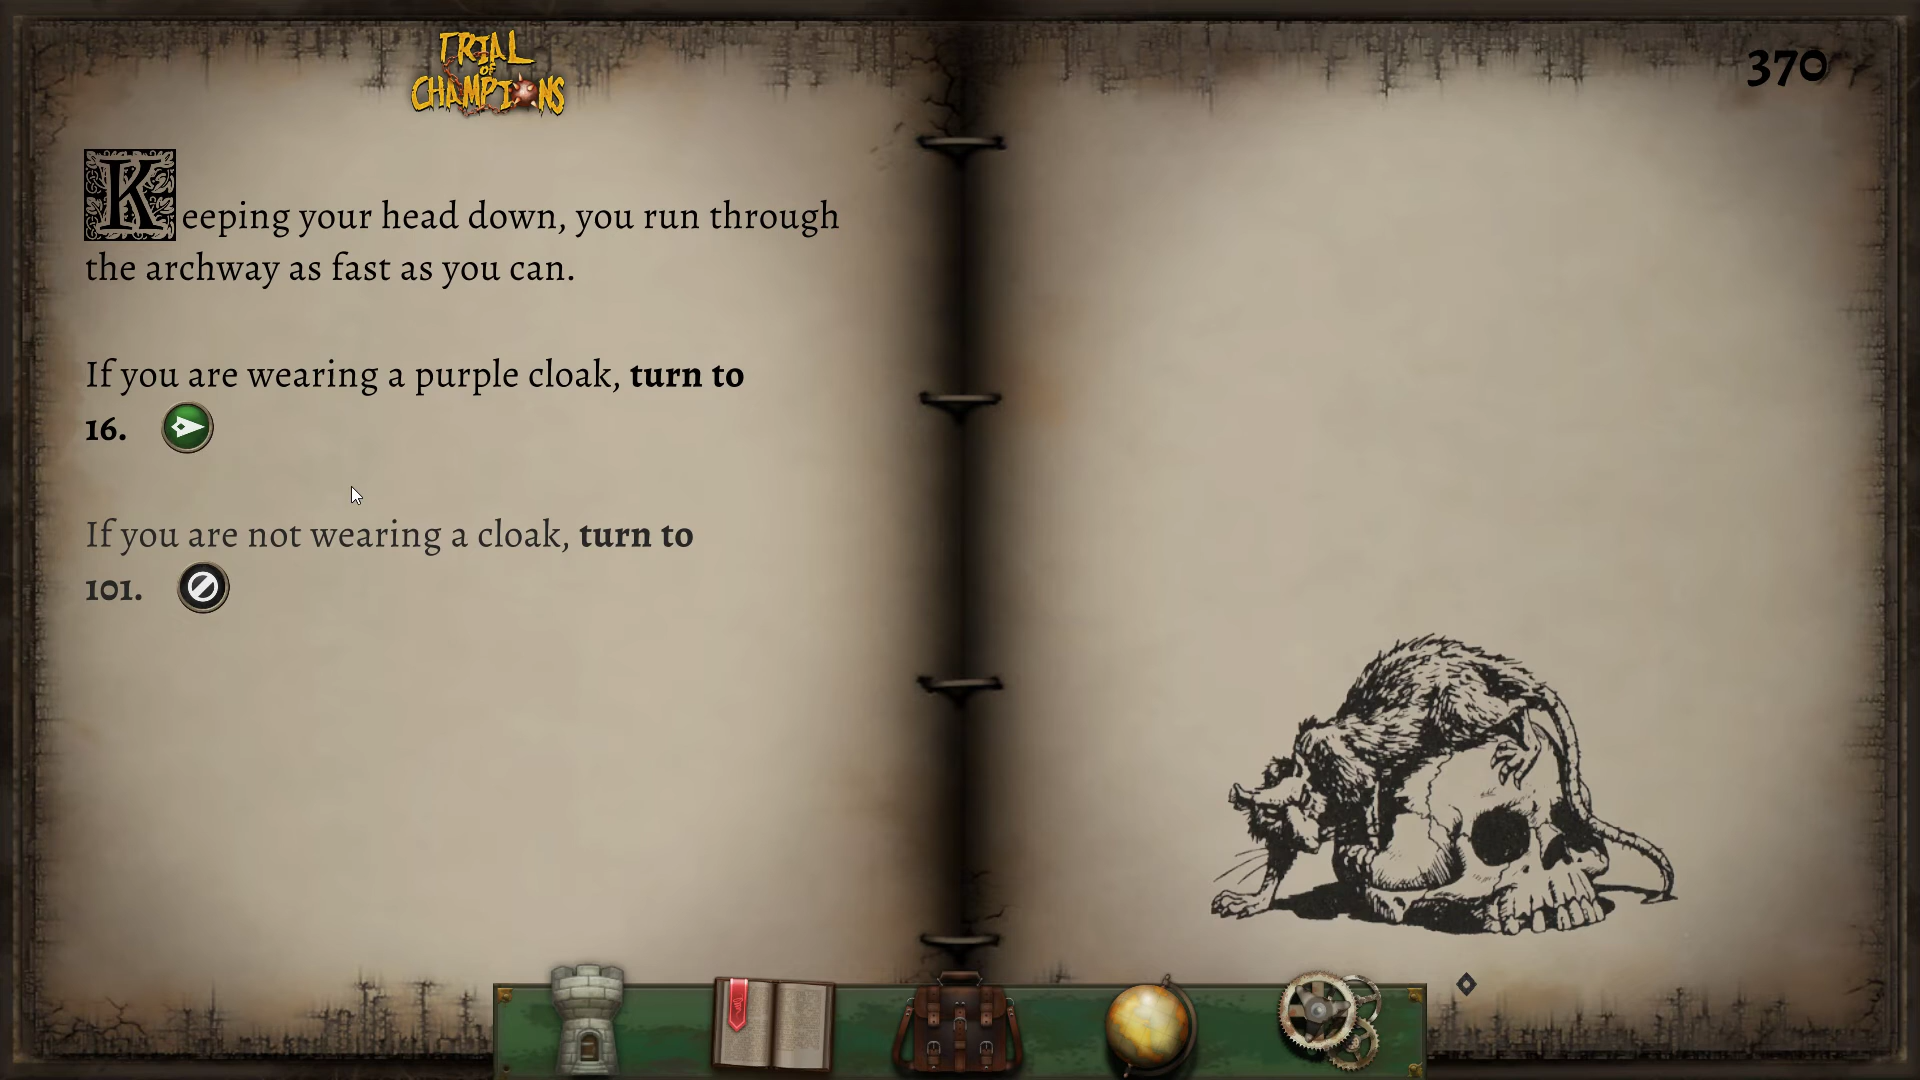 TRIAL
OF
CHAMPIONS
370
Keeping your head down, you run through
the archway as fast as you can.
If you are wearing a purple cloak, turn to
16.
If you are not wearing a cloak, turn to
101.